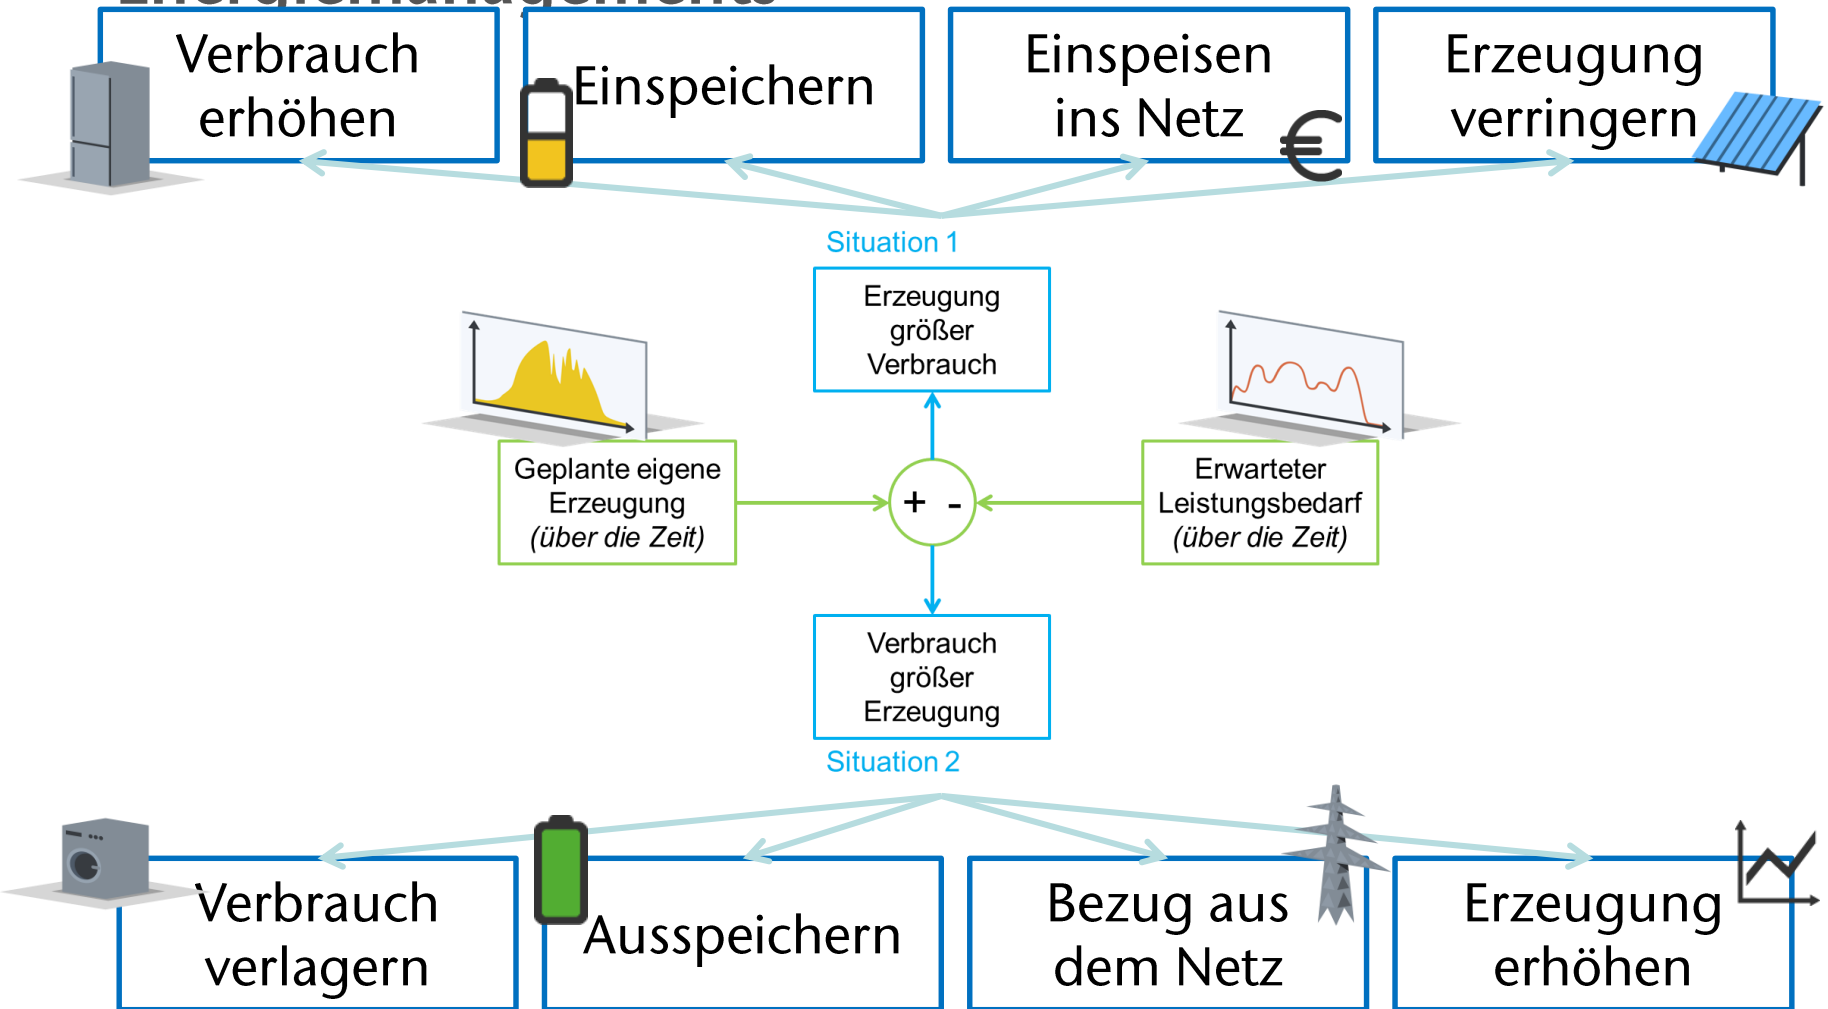 Energiemanagements
Verbrauch
erhöhen
Einspeichern
Einspeisen
ins Netz
Erzeugung
verringern
Situation 1
Erzeugung
größer
Verbrauch
Geplante eigene
Erzeugung
(über die Zeit)
+ -
Erwarteter
Leistungsbedarf
(über die Zeit)
Verbrauch
größer
Erzeugung
Situation 2
Verbrauch
verlagern
Ausspeichern
Bezug aus
dem Netz
Erzeugung
erhöhen